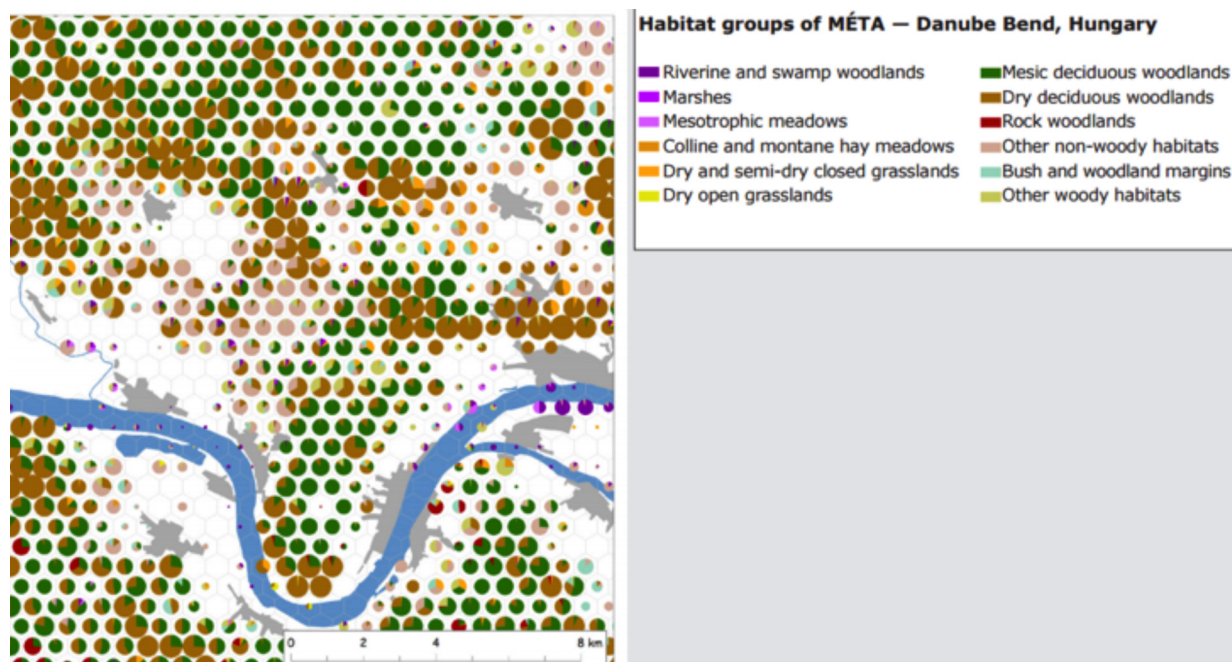 Habitat groups of MÉTA — Danube Bend, Hungary
Riverine and swamp woodlands
Marshes
Mesotrophic meadows
Colline and montane hay meadows
Dry and semi-dry closed grasslands
Dry open grasslands
Mesic deciduous woodlands
Dry deciduous woodlands
Rock woodlands
Other non-woody habitats
Bush and woodland margins
Other woody habitats
0 2 4 8 km